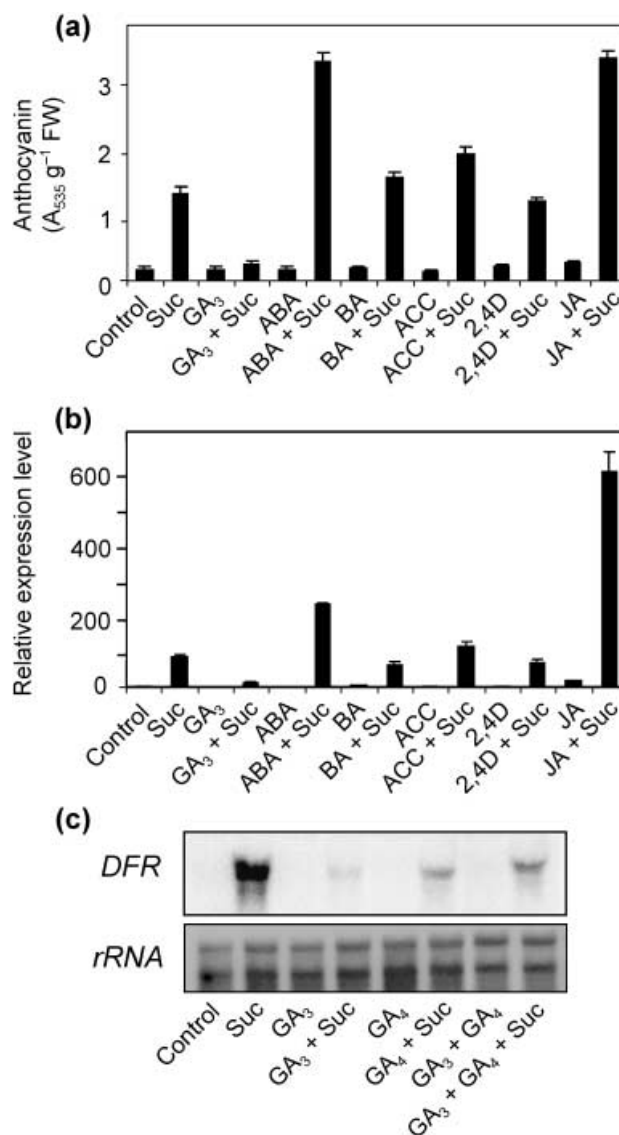 (a)
Anthocyanin
(A₅₃₅ g⁻¹ FW)
3
2
1
0
Control
Suc
GA₃
GA₃ + Suc
ABA
ABA + Suc
BA
BA + Suc
ACC
ACC + Suc
2,4D
2,4D + Suc
JA
JA + Suc
(b)
Relative expression level
600
400
200
0
Control
Suc
GA₃
GA₃ + Suc
ABA
ABA + Suc
BA
BA + Suc
ACC
ACC + Suc
2,4D
2,4D + Suc
JA
JA + Suc
(c)
DFR
rRNA
Control
Suc
GA₃
GA₃ + Suc
GA₄
GA₄ + Suc
GA₃ + GA₄
GA₃ + GA₄ + Suc